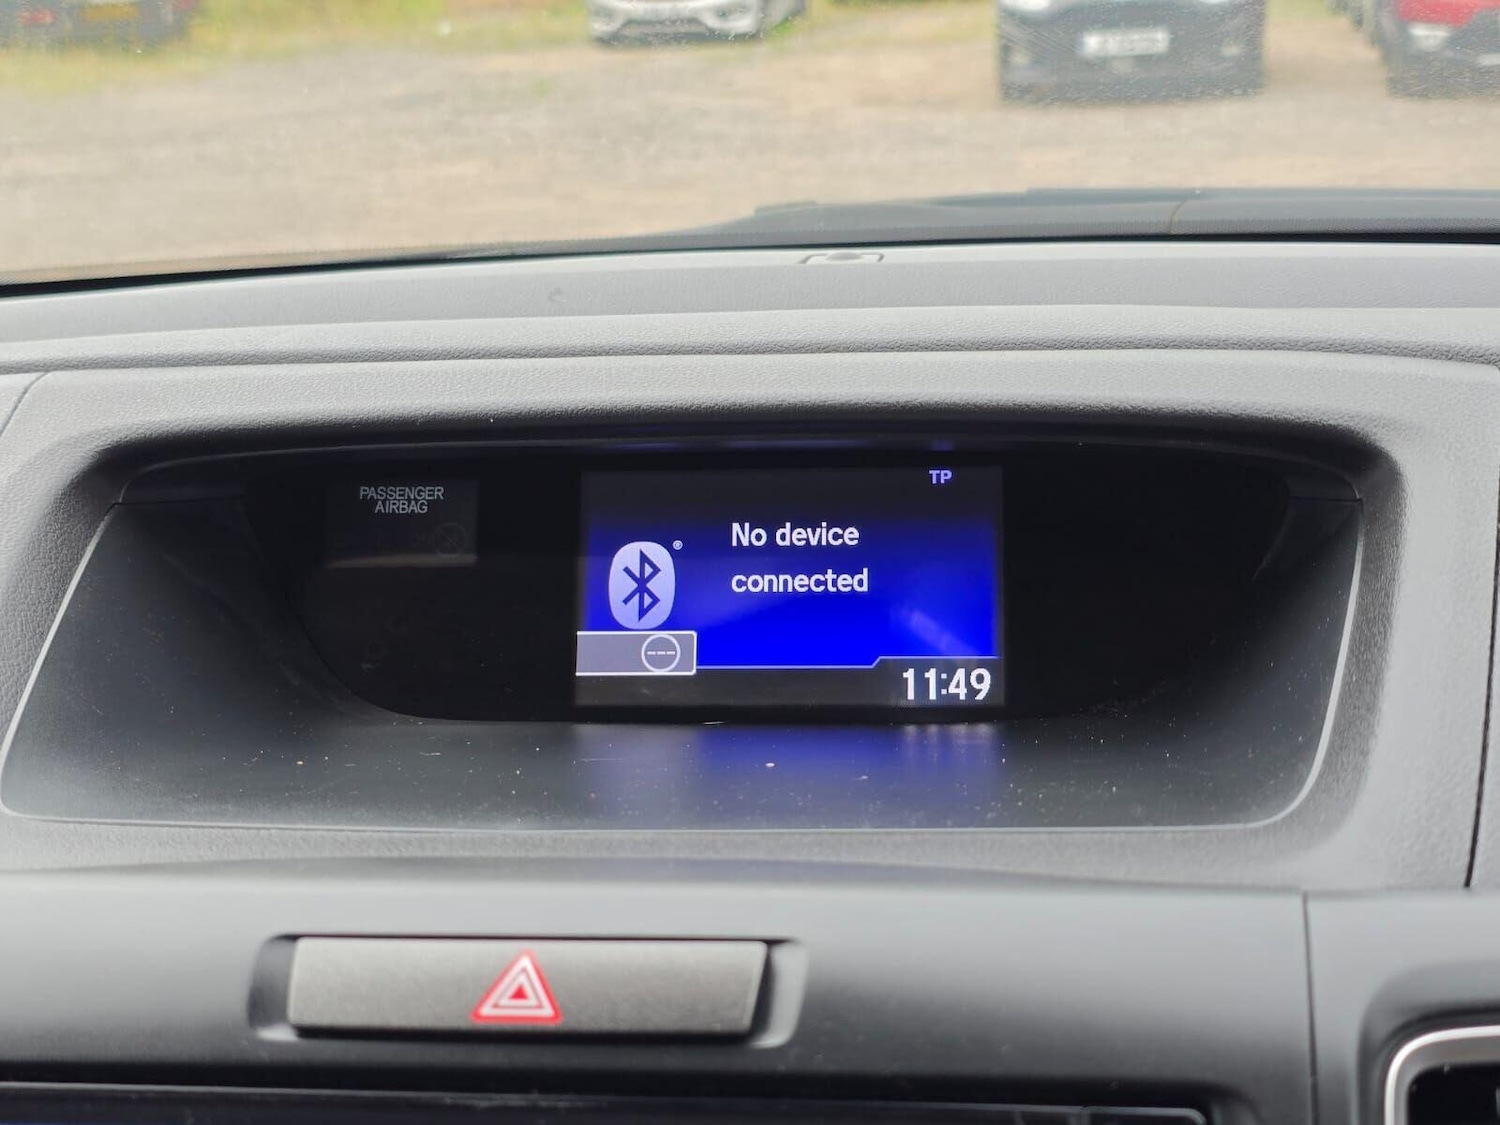 TP
PASSENGER
AIRBAG
No device
connected
®
---
11:49